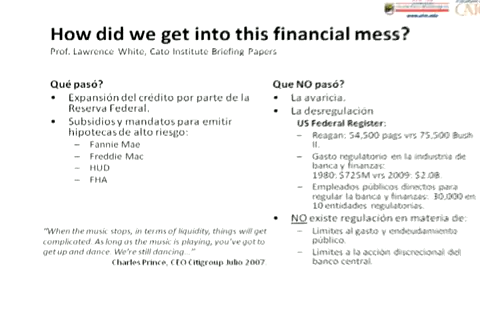 How did we get into this financial mess?
Prof. Lawrence White, Cato Institute Briefing Papers
Qué pasó?
• Expansión del crédito por parte de la
Reserva Federal.
• Subsidios y mandatos para emitir
hipotecas de alto riesgo:
– Fannie Mae
– Freddie Mac
– HUD
– FHA
"When the music stops, in terms of liquidity, things will get
complicated. As long as the music is playing, you've got to
get up and dance. We're still dancing..."
Charles Prince, CEO Citigroup Julio 2007
Que NO pasó?
• La avaricia.
• La desregulación
US Federal Register:
– Reagan: 54,500 pags vrs 75,500 Bush
II.
– Gasto regulatorio en la industria de
banca y finanzas:
1980: $725M vrs 2009: $2.0B.
– Empleados públicos directos para
regular la banca y finanzas: 30,000 en
10 entidades regulatorias.
• NO existe regulación en materia de:
– Limites al gasto y endeudamiento
público.
– Limites a la acción discrecional del
banco central.